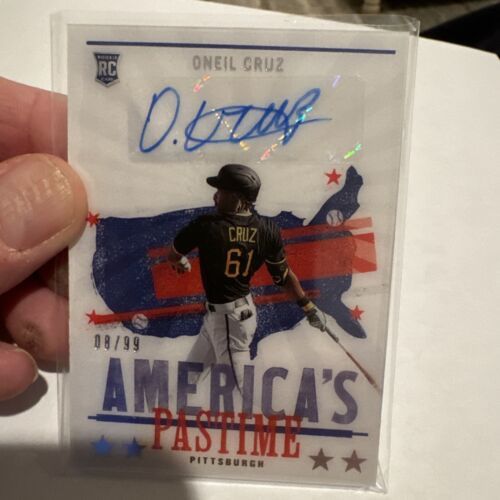 ONEIL CRUZ
RC
CRUZ
61
08/99
AMERICA'S
PASTIME
PITTSBURGH